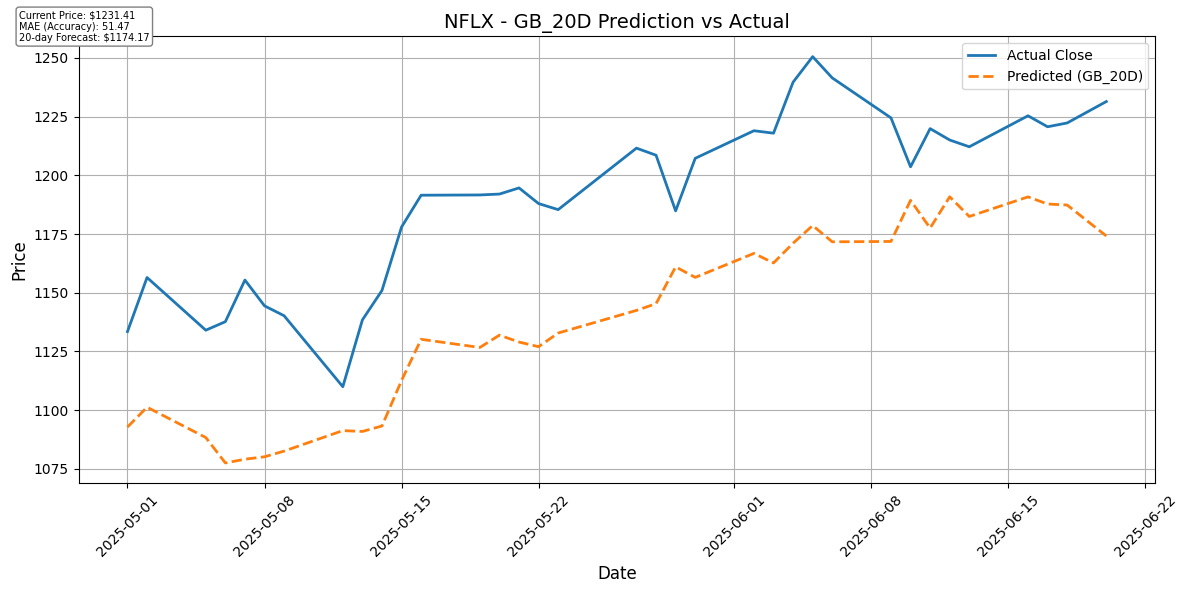 NFLX - GB_20D Prediction vs Actual
Current Price: $1231.41
MAE (Accuracy): 51.47
20-day Forecast: $1174.17
Actual Close
Predicted (GB_20D)
Price
1250
1225
1200
1175
1150
1125
1100
1075
2025-05-01
2025-05-08
2025-05-15
2025-05-22
2025-06-01
2025-06-08
2025-06-15
2025-06-22
Date